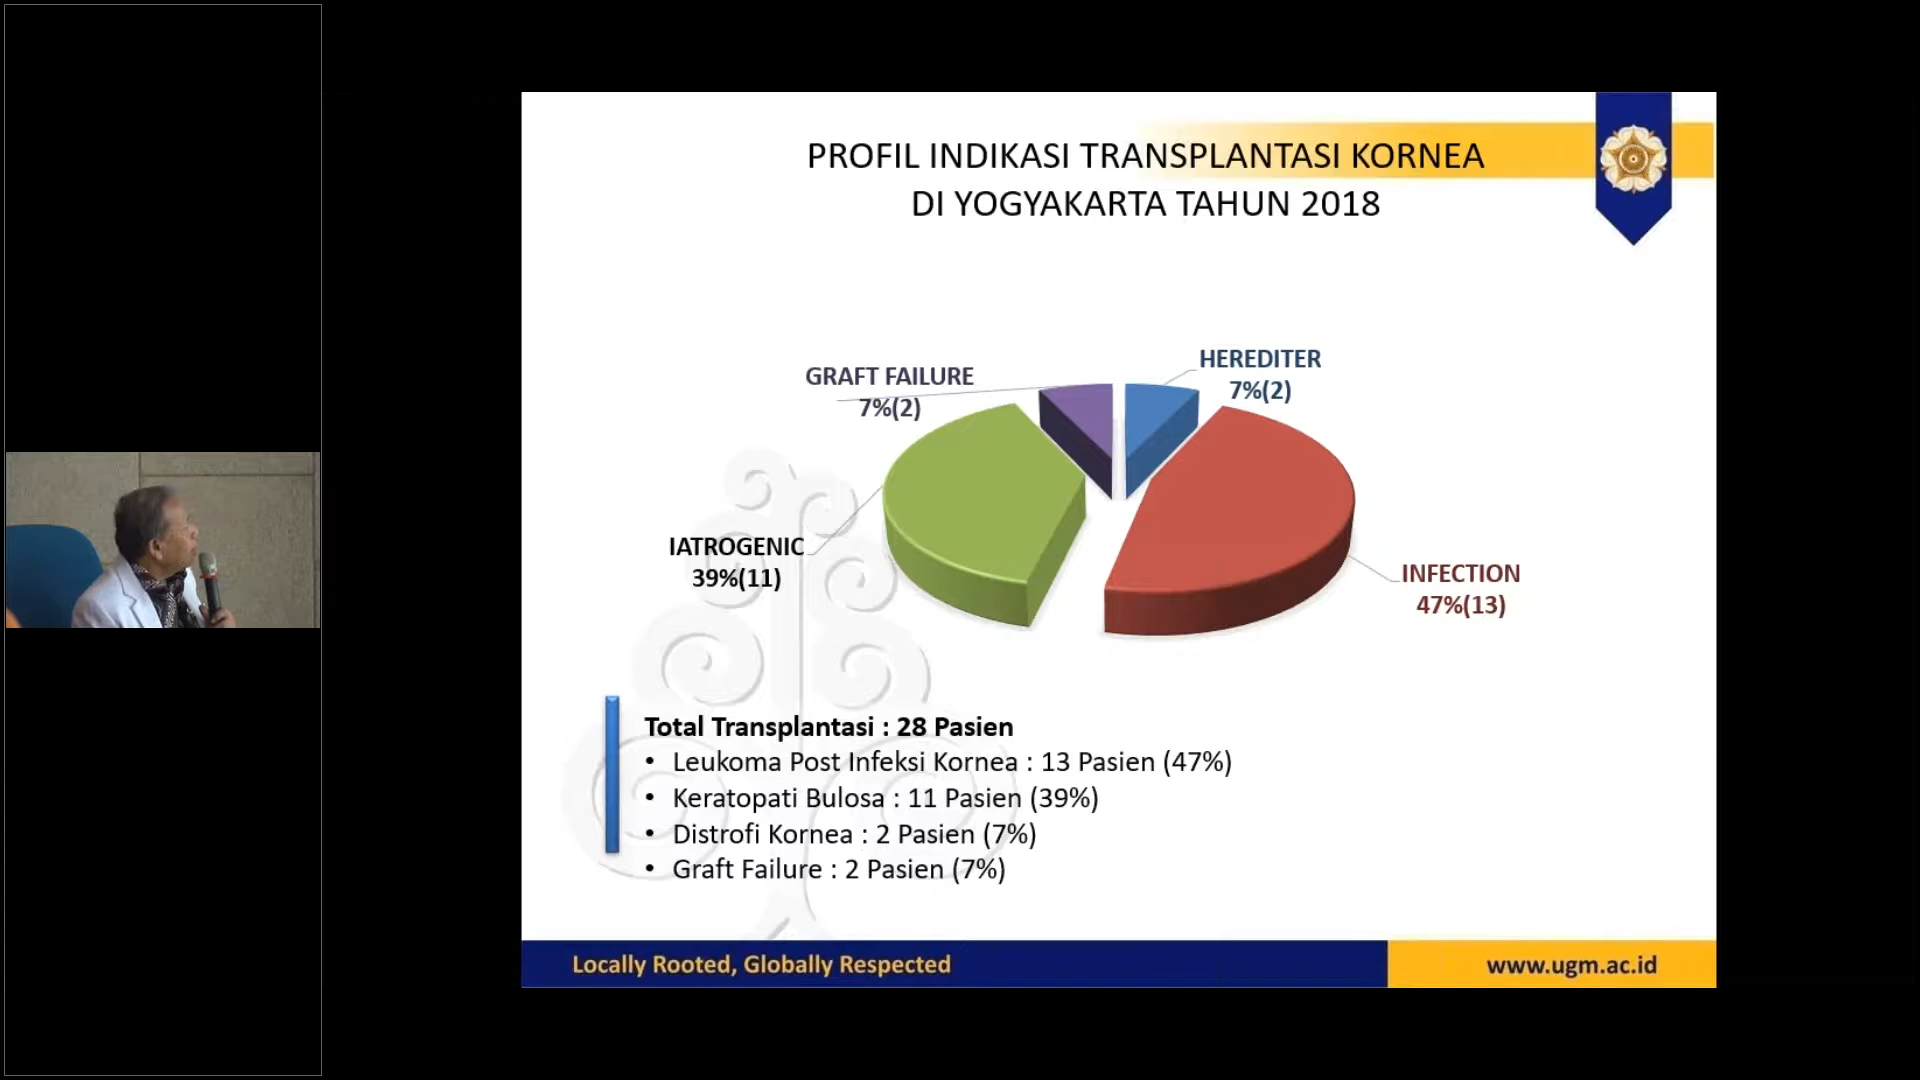 PROFIL INDIKASI TRANSPLANTASI KORNEA
DI YOGYAKARTA TAHUN 2018
HEREDITER
7%(2)
GRAFT FAILURE
7%(2)
IATROGENIC
39%(11)
INFECTION
47%(13)
Total Transplantasi : 28 Pasien
• Leukoma Post Infeksi Kornea : 13 Pasien (47%)
• Keratopati Bulosa : 11 Pasien (39%)
• Distrofi Kornea : 2 Pasien (7%)
• Graft Failure : 2 Pasien (7%)
Locally Rooted, Globally Respected
www.ugm.ac.id